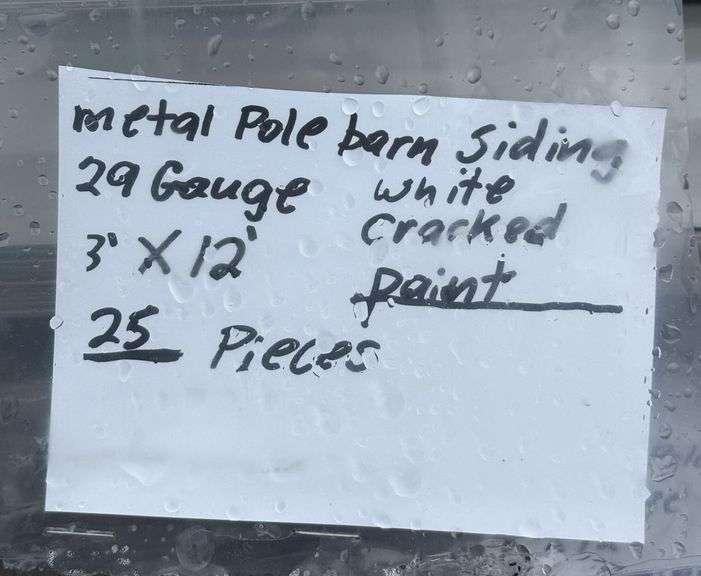 metal Pole barn Siding
29 Gauge white
3' X 12' cracked
paint
25 Pieces